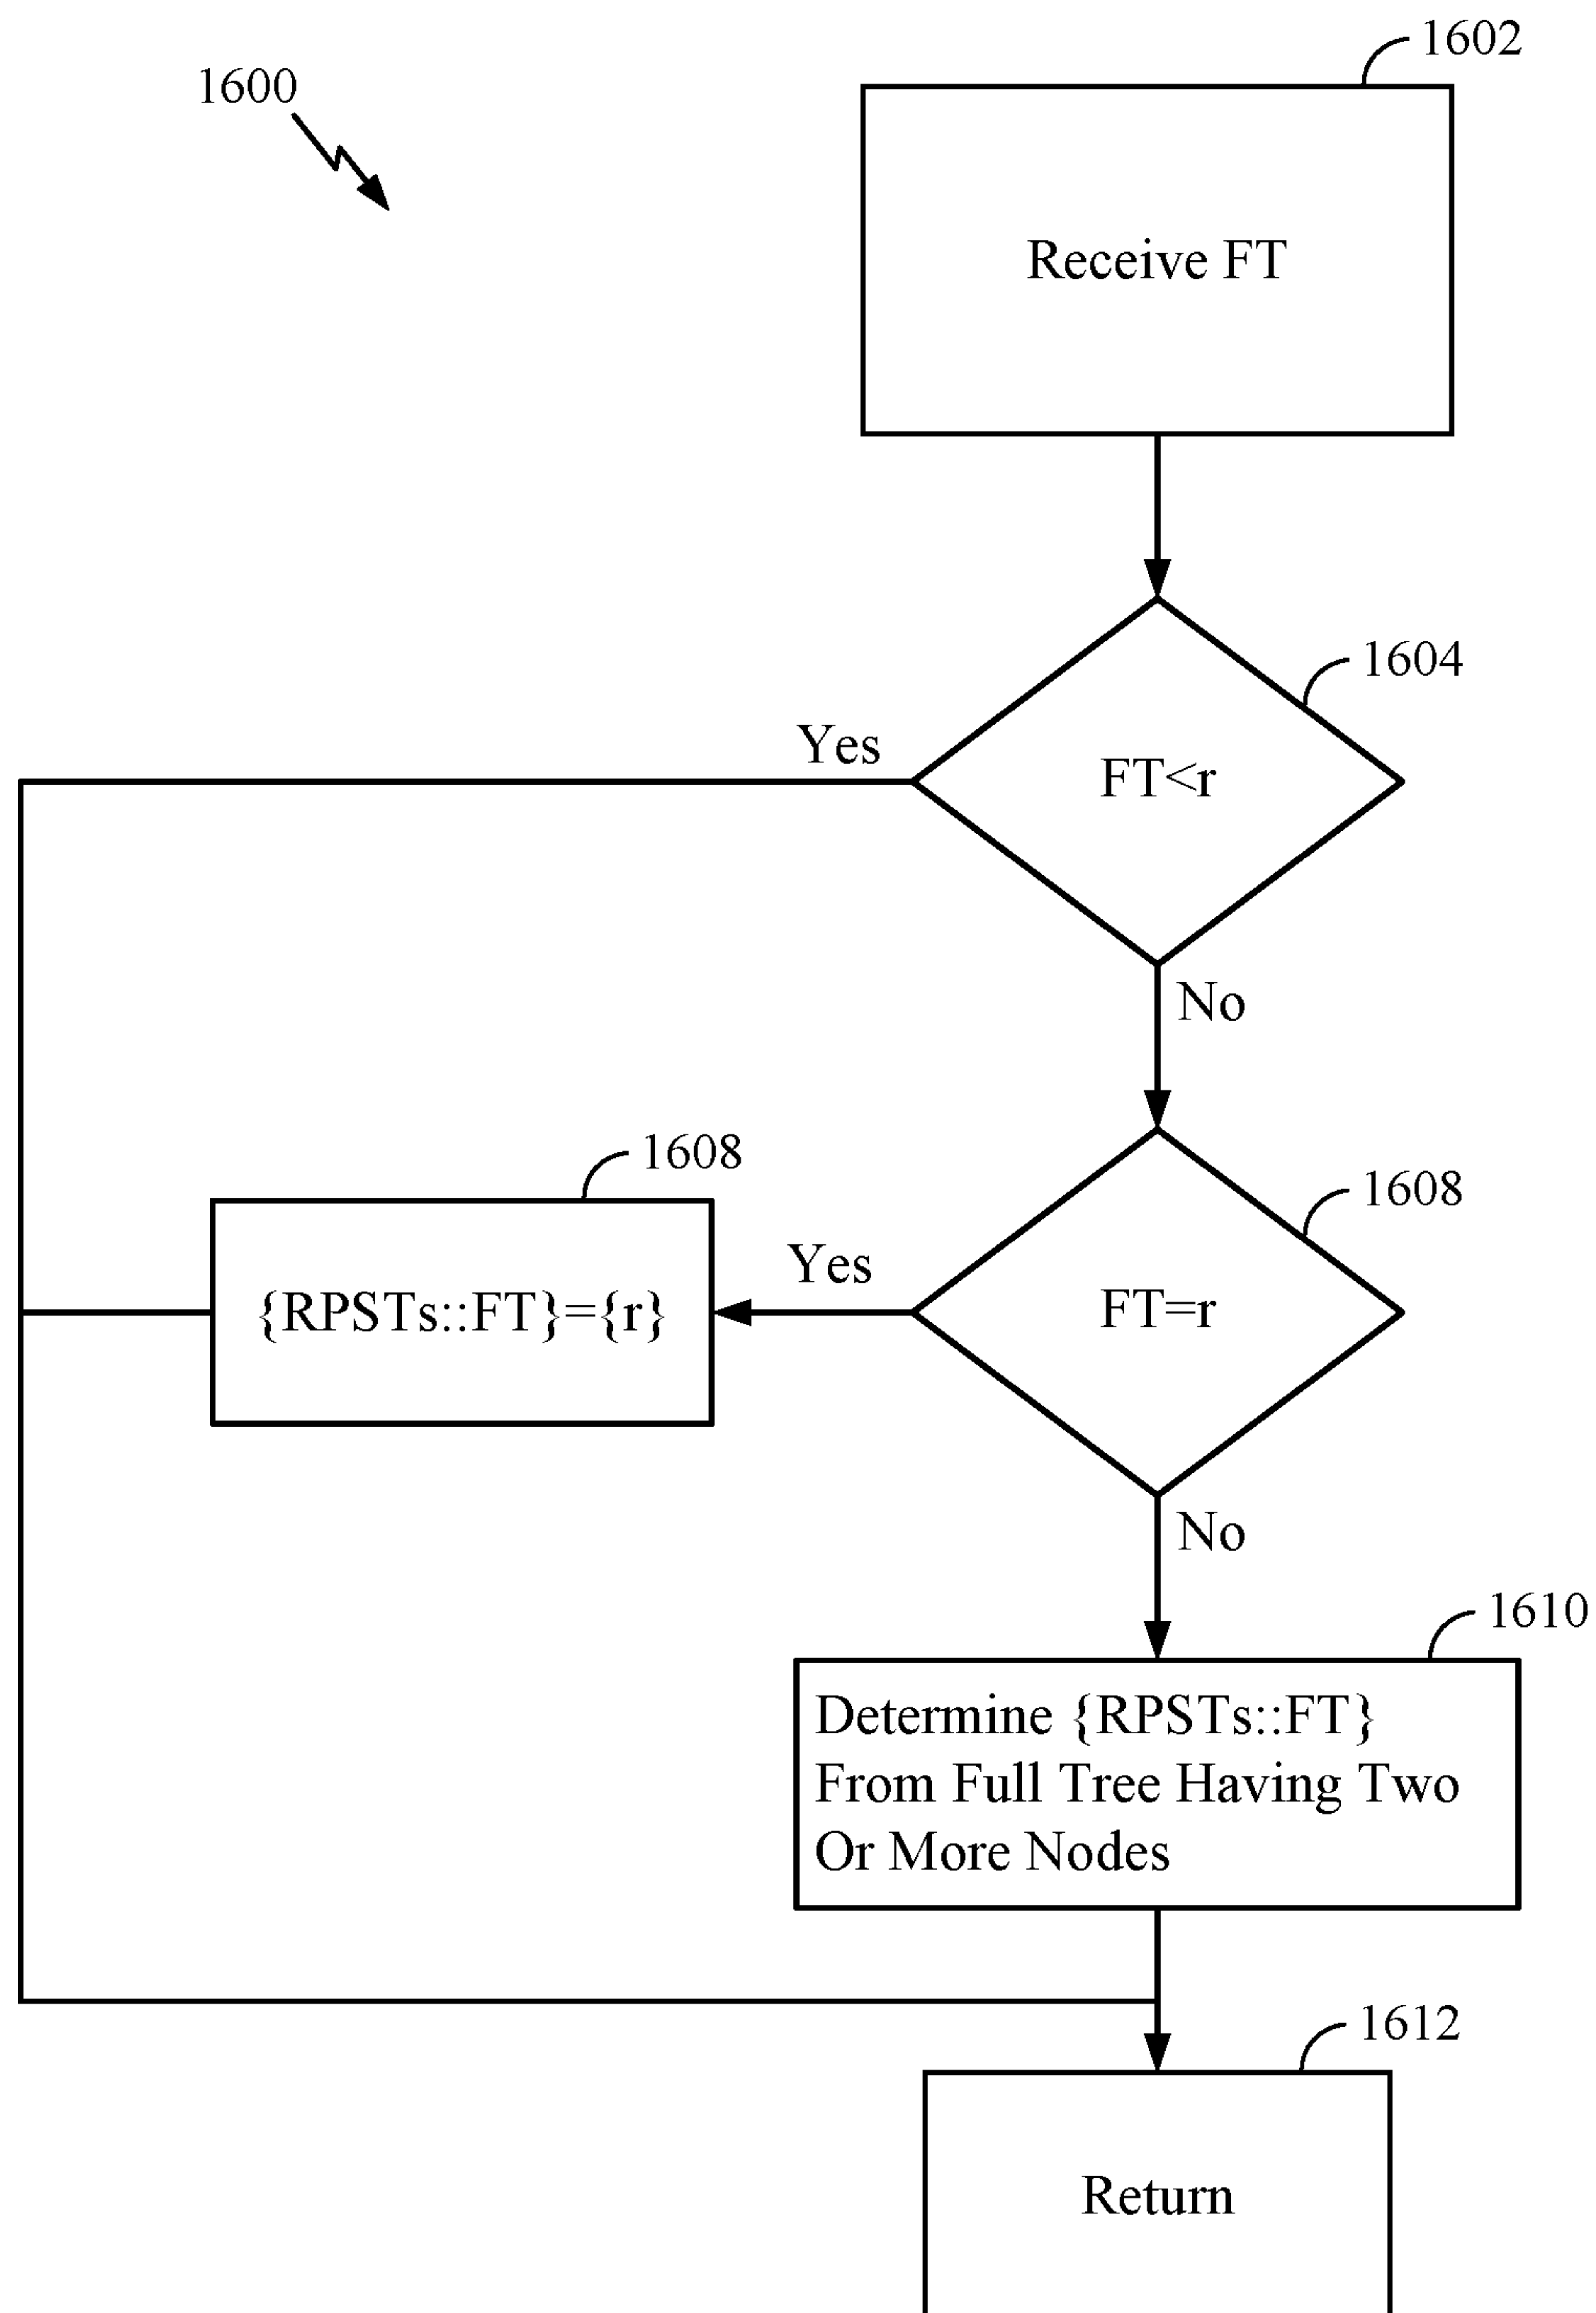 1602
1600
Receive FT
1604
Yes
FT<r
No
1608
1608
Yes
{RPSTs::FT}={r}
FT=r
No
1610
Determine {RPSTs::FT}
From Full Tree Having Two
Or More Nodes
1612
Return